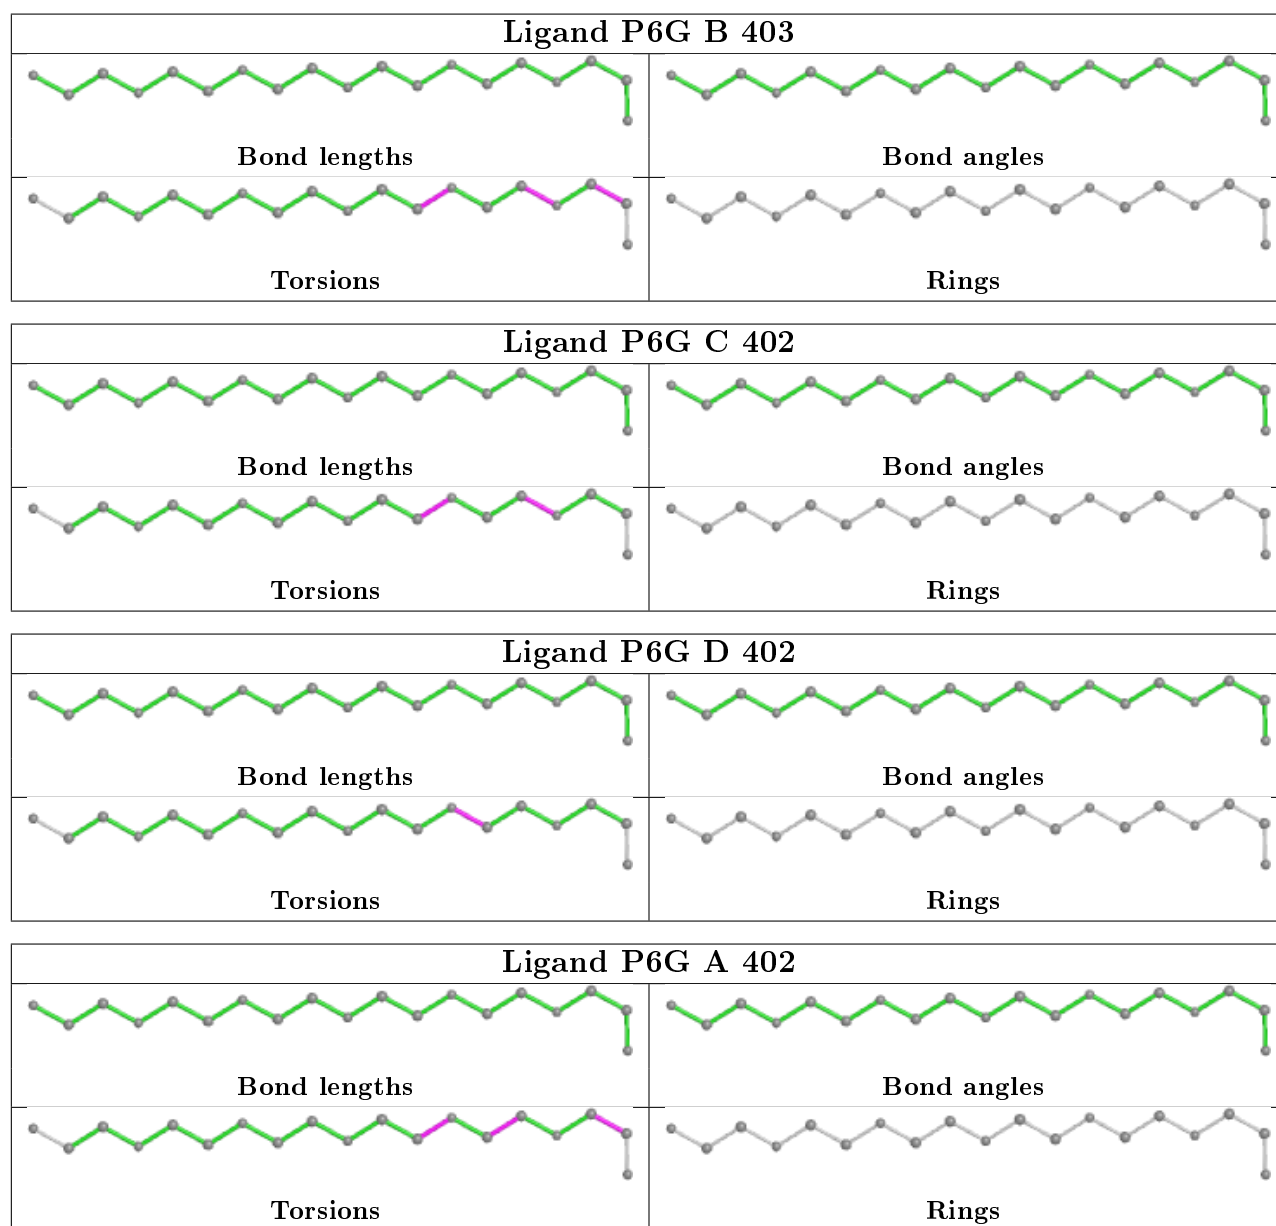 Ligand P6G B 403
Bond lengths
Bond angles
Torsions
Rings
Ligand P6G C 402
Bond lengths
Bond angles
Torsions
Rings
Ligand P6G D 402
Bond lengths
Bond angles
Torsions
Rings
Ligand P6G A 402
Bond lengths
Bond angles
Torsions
Rings